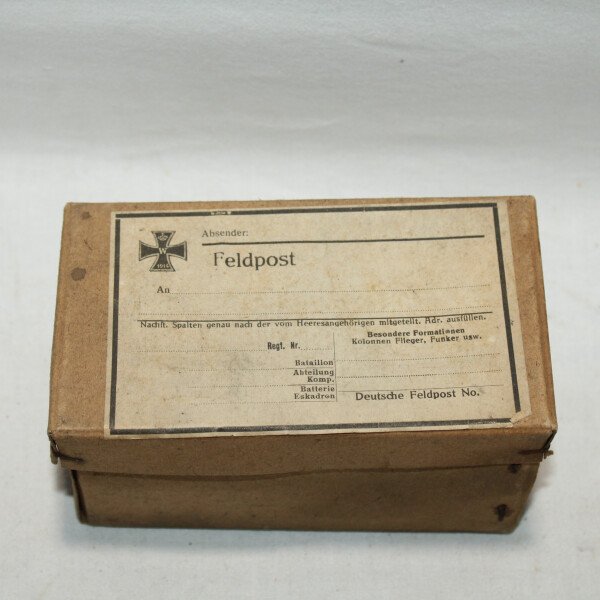 Absender:
W
1914
Feldpost
An
Nachst. Spalten genau nach der vom Heeresangehörigen mitgeteilt. Adr. ausfüllen.
Regt. Nr.
Bataillon
Abteilung
Komp.
Batterie
Eskadron
Besondere Formationen
Kolonnen Flieger, Funker usw.
Deutsche Feldpost No.